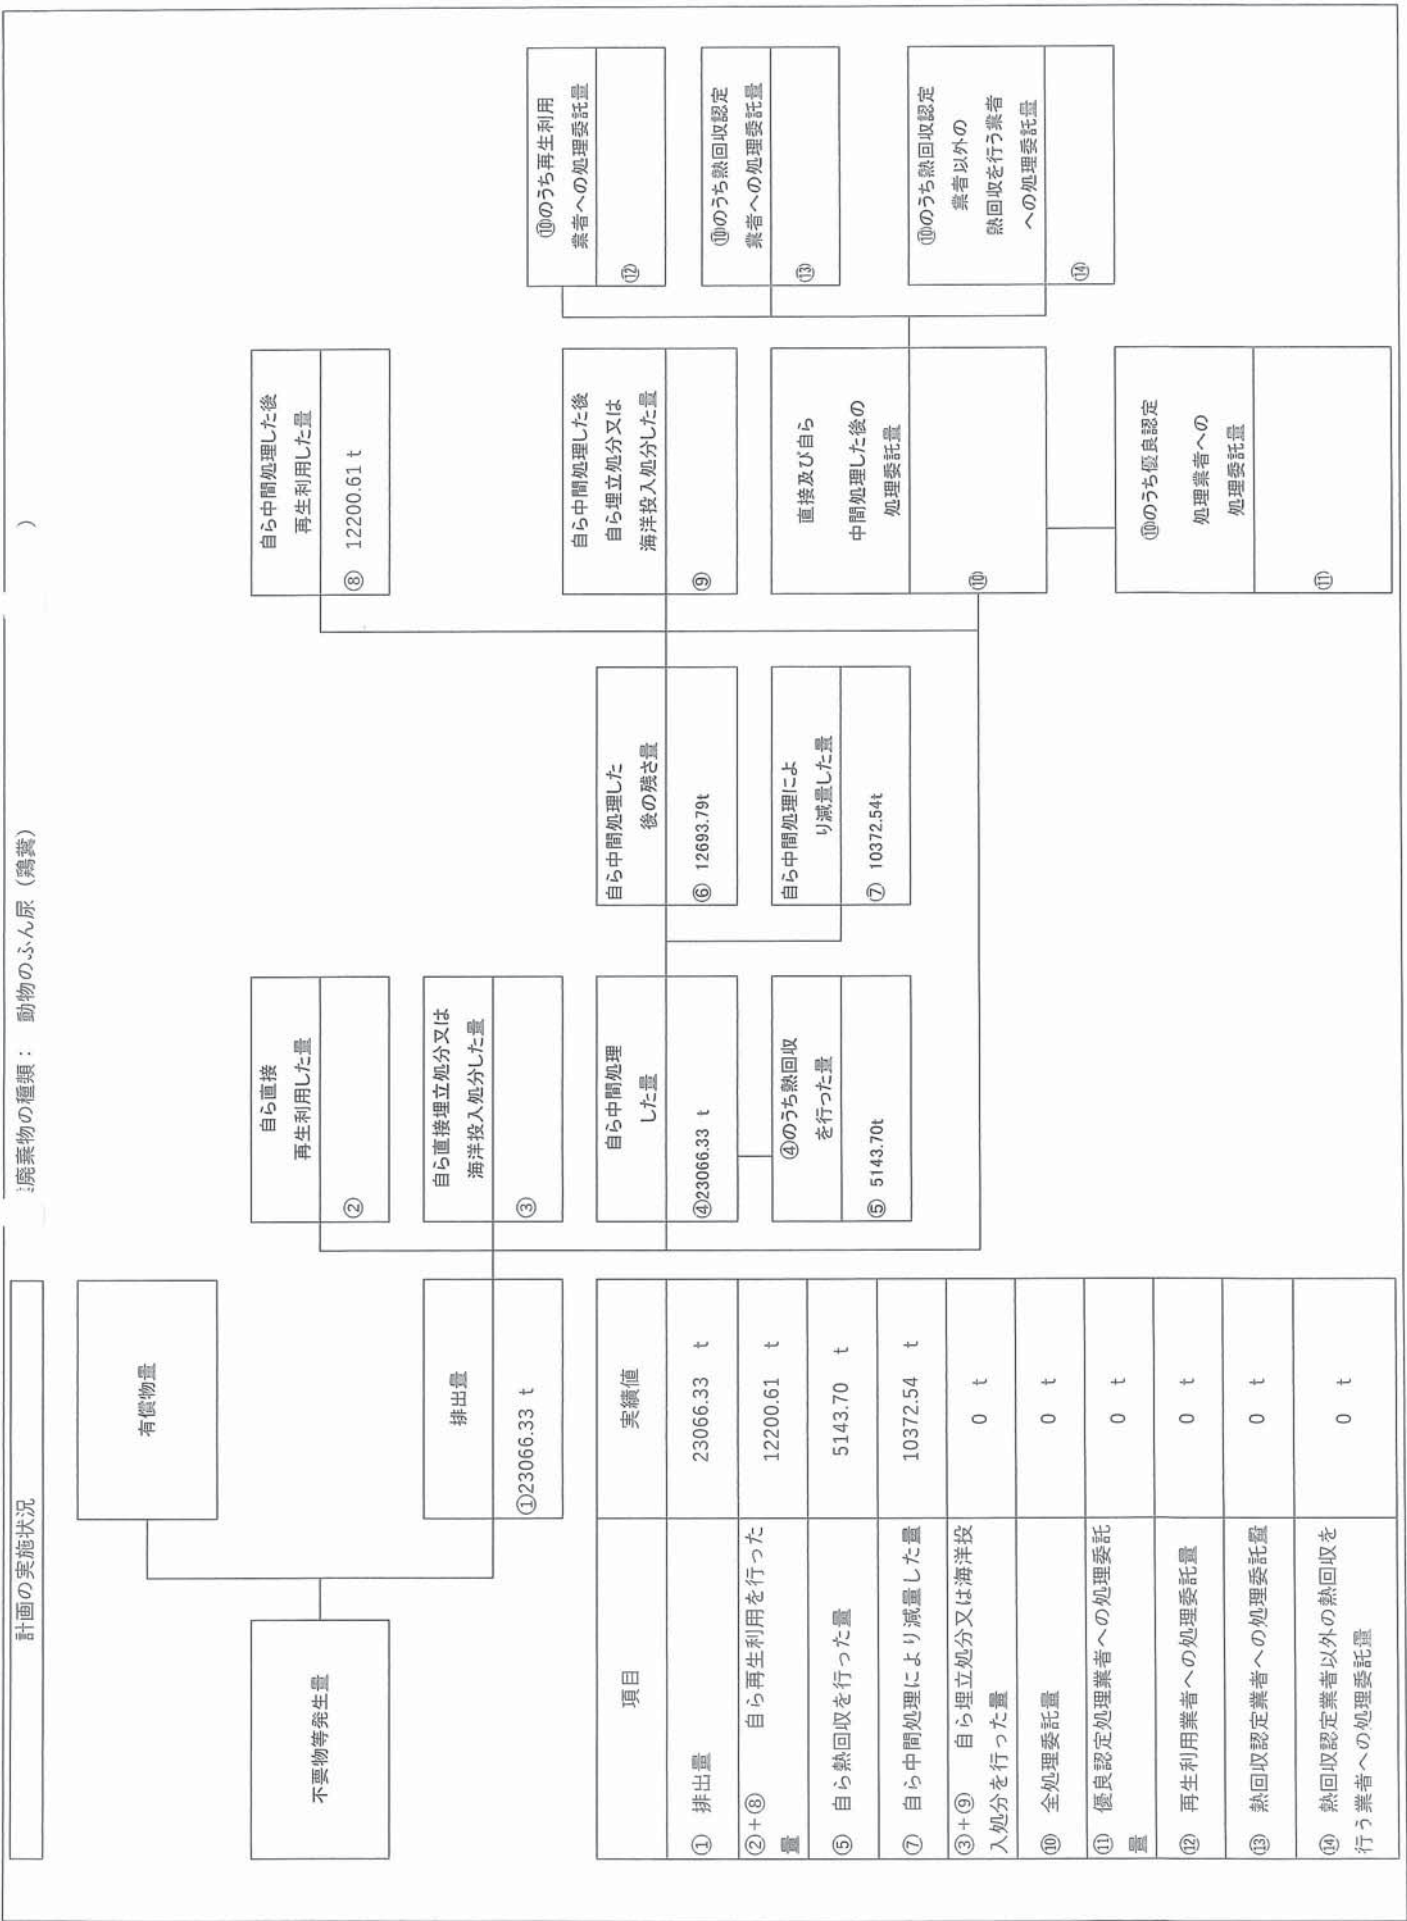 計画の実施状況
廃棄物の種類： 動物のふん尿（鶏糞）
）
不要物等発生量
有償物量
排出量
①23066.33 t
自ら直接
再生利用した量
②
自ら直接埋立処分又は
海洋投入処分した量
③
自ら中間処理
した量
④23066.33 t
④のうち熱回収
を行った量
⑤ 5143.70t
自ら中間処理した
後の残さ量
⑥ 12693.79t
自ら中間処理によ
り減量した量
⑦ 10372.54t
自ら中間処理した後
再生利用した量
⑧ 12200.61 t
自ら中間処理した後
自ら埋立処分又は
海洋投入処分した量
⑨
直接及び自ら
中間処理した後の
処理委託量
⑩
⑩のうち優良認定
処理業者への
処理委託量
⑪
⑩のうち再生利用
業者への処理委託量
⑫
⑩のうち熱回収認定
業者への処理委託量
⑬
⑩のうち熱回収認定
業者以外の
熱回収を行う業者
への処理委託量
⑭
項目 実績値
① 排出量 23066.33 t
②＋⑧ 自ら再生利用を行った
量 12200.61 t
⑤ 自ら熱回収を行った量 5143.70 t
⑦ 自ら中間処理により減量した量 10372.54 t
③＋⑨ 自ら埋立処分又は海洋投
入処分を行った量 0 t
⑩ 全処理委託量 0 t
⑪ 優良認定処理業者への処理委託
量 0 t
⑫ 再生利用業者への処理委託量 0 t
⑬ 熱回収認定業者への処理委託量 0 t
⑭ 熱回収認定業者以外の熱回収を
行う業者への処理委託量 0 t